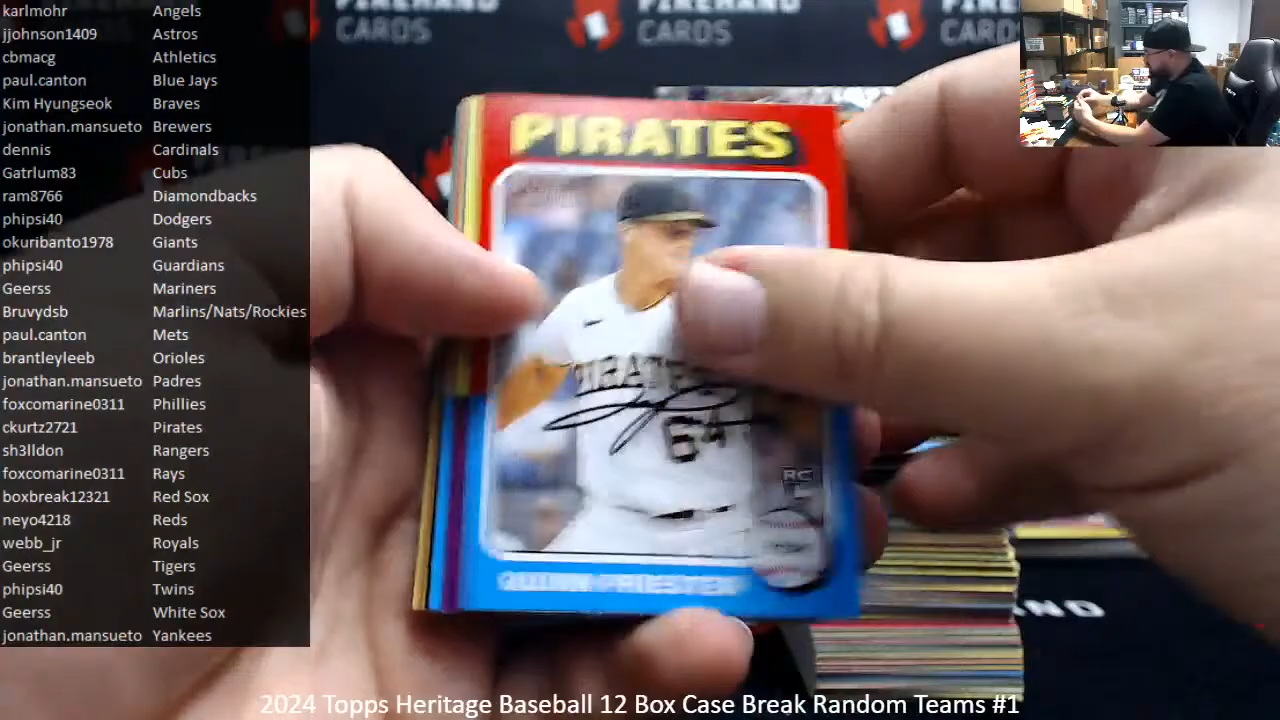 karlmohr Angels
jjohnson1409 Astros
cbmacg Athletics
paul.canton Blue Jays
Kim Hyungseok Braves
jonathan.mansueto Brewers
dennis Cardinals
Gatrlum83 Cubs
ram8766 Diamondbacks
phipsi40 Dodgers
okuribanto1978 Giants
phipsi40 Guardians
Geerss Mariners
Bruvydsb Marlins/Nats/Rockies
paul.canton Mets
brantleyleeb Orioles
jonathan.mansueto Padres
foxcomarine0311 Phillies
ckurtz2721 Pirates
sh3lldon Rangers
foxcomarine0311 Rays
boxbreak12321 Red Sox
neyo4218 Reds
webb_jr Royals
Geerss Tigers
phipsi40 Twins
Geerss White Sox
jonathan.mansueto Yankees
FIREHAND CARDS
FIREHAND CARDS
CARDS
PIRATES
PIRATES
64
RC
QUINN PRIESTER
2024 Topps Heritage Baseball 12 Box Case Break Random Teams #1